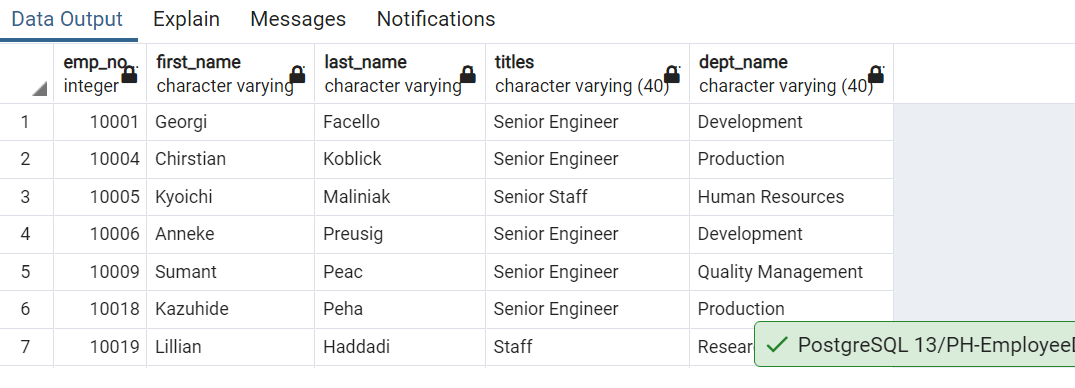 Data Output Explain Messages Notifications
emp_no first_name last_name titles dept_name
integer character varying character varying character varying (40) character varying (40)
1 10001 Georgi Facello Senior Engineer Development
2 10004 Chirstian Koblick Senior Engineer Production
3 10005 Kyoichi Maliniak Senior Staff Human Resources
4 10006 Anneke Preusig Senior Engineer Development
5 10009 Sumant Peac Senior Engineer Quality Management
6 10018 Kazuhide Peha Senior Engineer Production
7 10019 Lillian Haddadi Staff Resear
PostgreSQL 13/PH-Employee